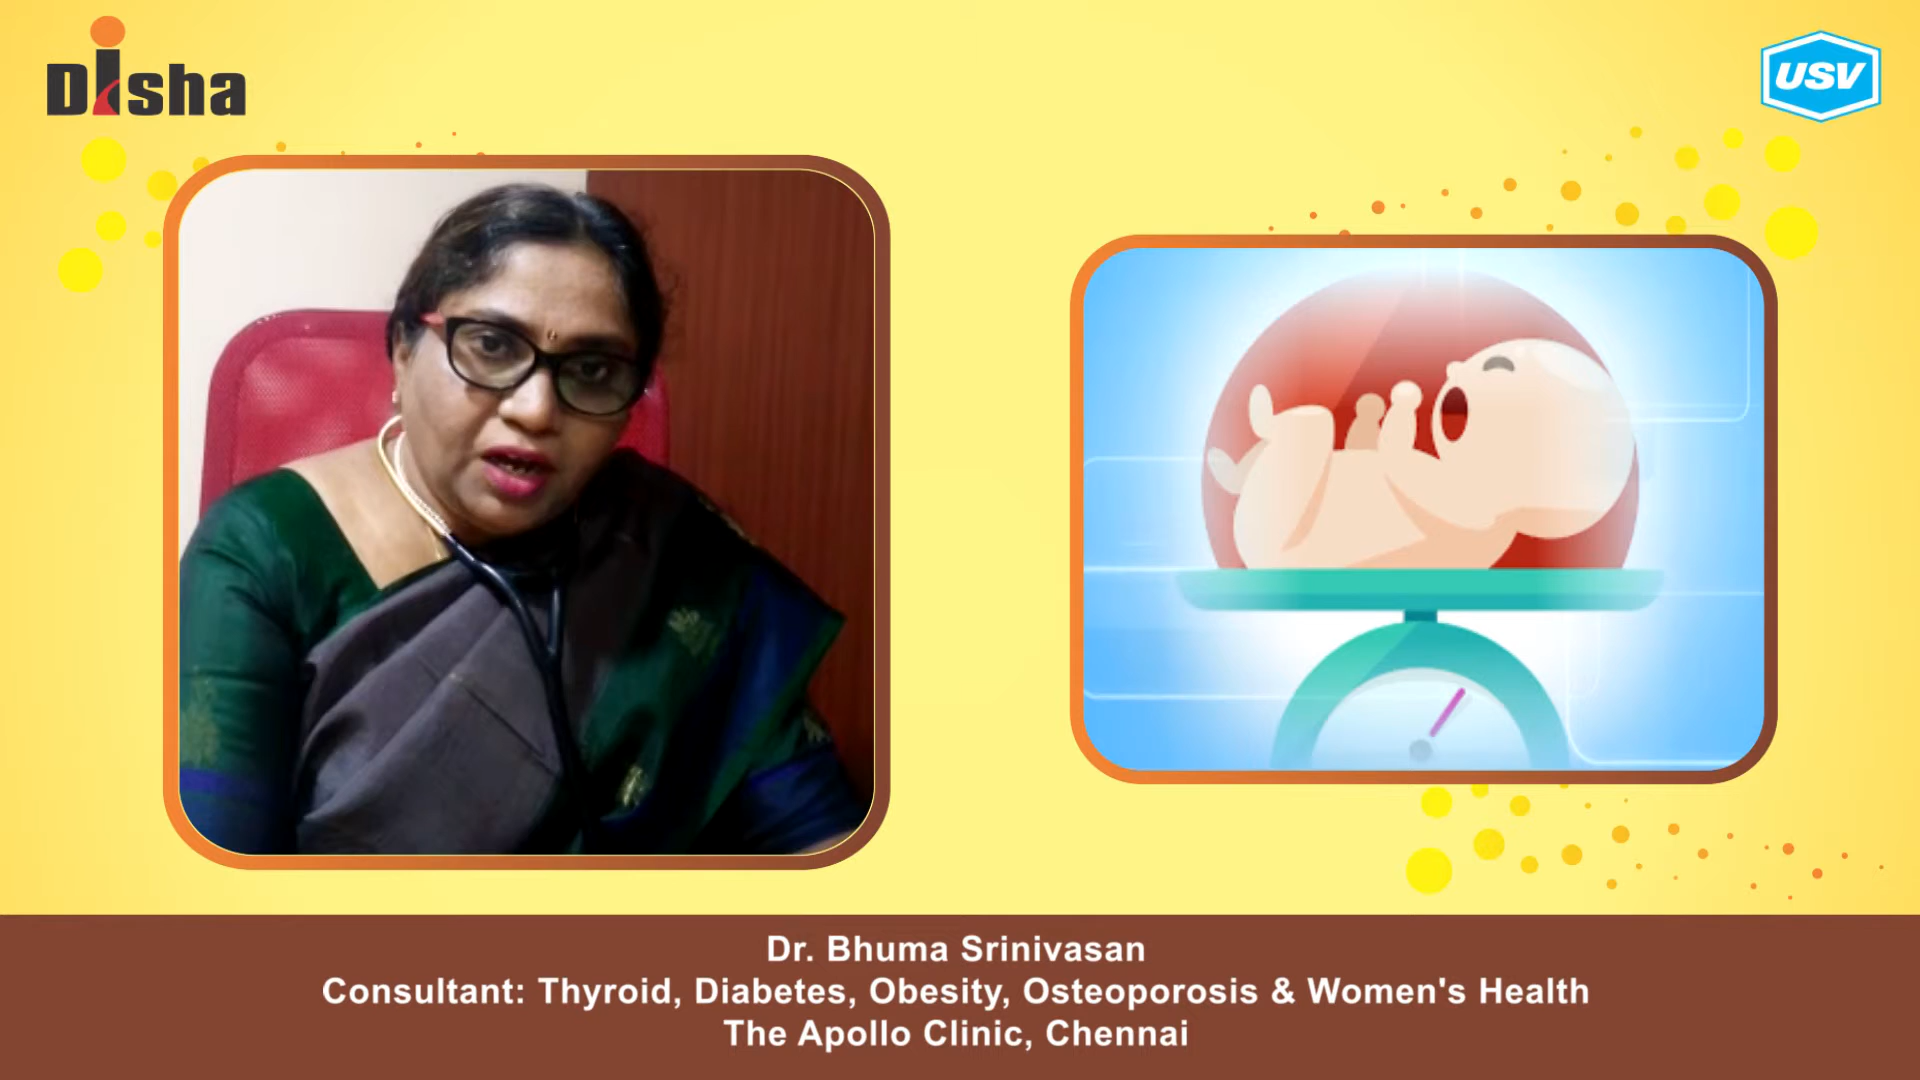 Disha
USV
Dr. Bhuma Srinivasan
Consultant: Thyroid, Diabetes, Obesity, Osteoporosis & Women's Health
The Apollo Clinic, Chennai